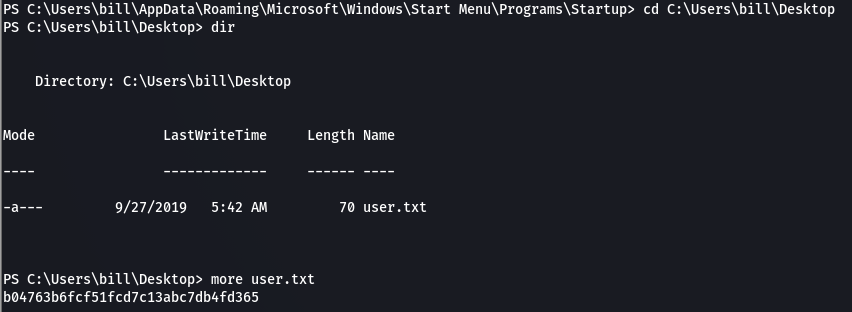 PS C:\Users\bill\AppData\Roaming\Microsoft\Windows\Start Menu\Programs\Startup> cd C:\Users\bill\Desktop
PS C:\Users\bill\Desktop> dir
Directory: C:\Users\bill\Desktop
Mode LastWriteTime Length Name
---- ------------- ------ ----
-a--- 9/27/2019 5:42 AM 70 user.txt
PS C:\Users\bill\Desktop> more user.txt
b04763b6fcf51fcd7c13abc7db4fd365